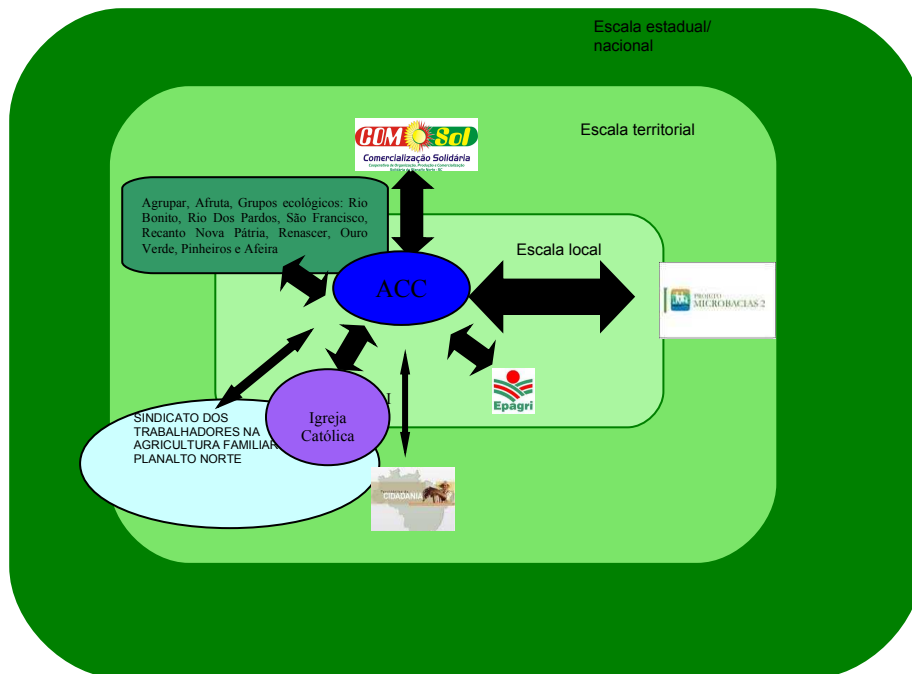 Escala estadual/
nacional
Escala territorial
COM Sol
Comercialização Solidária
Agrupar, Afruta, Grupos ecológicos: Rio
Bonito, Rio Dos Pardos, São Francisco,
Recanto Nova Pátria, Renascer, Ouro
Verde, Pinheiros e Afeira
Escala local
ACC
PROJETO
MICROBACIAS 2
Epagri
I
Igreja
Católica
SINDICATO DOS
TRABALHADORES NA
AGRICULTURA FAMILIAR
PLANALTO NORTE
CIDADANIA